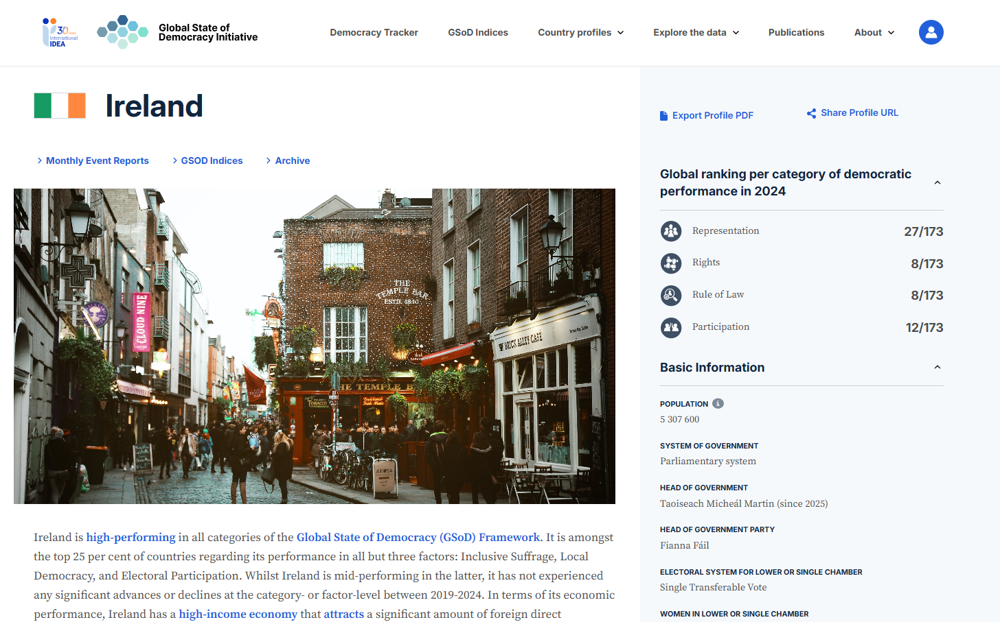 30 years
International
IDEA
Global State of
Democracy Initiative
Democracy Tracker
GSoD Indices
Country profiles
Explore the data
Publications
About
Ireland
Monthly Event Reports
GSOD Indices
Archive
CLOUD NINE
THE
TEMPLE BAR
ESTD. 1840
THE TEMPLE B
TOBACCO
Traditional
Irish Music
THE
TEMPLE
BAR
BRICK ALLEY CAFE
ARIOSA
Ireland is high-performing in all categories of the Global State of Democracy (GSoD) Framework. It is amongst
the top 25 per cent of countries regarding its performance in all but three factors: Inclusive Suffrage, Local
Democracy, and Electoral Participation. Whilst Ireland is mid-performing in the latter, it has not experienced
any significant advances or declines at the category- or factor-level between 2019-2024. In terms of its economic
performance, Ireland has a high-income economy that attracts a significant amount of foreign direct
Export Profile PDF
Share Profile URL
Global ranking per category of democratic
performance in 2024
Representation 27/173
Rights 8/173
Rule of Law 8/173
Participation 12/173
Basic Information
POPULATION
5 307 600
SYSTEM OF GOVERNMENT
Parliamentary system
HEAD OF GOVERNMENT
Taoiseach Micheál Martin (since 2025)
HEAD OF GOVERNMENT PARTY
Fianna Fáil
ELECTORAL SYSTEM FOR LOWER OR SINGLE CHAMBER
Single Transferable Vote
WOMEN IN LOWER OR SINGLE CHAMBER